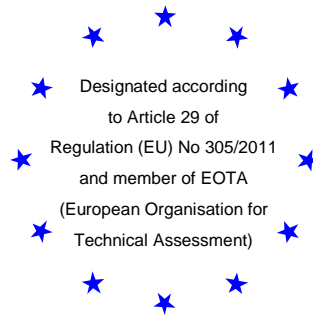 Designated according
to Article 29 of
Regulation (EU) No 305/2011
and member of EOTA
(European Organisation for
Technical Assessment)